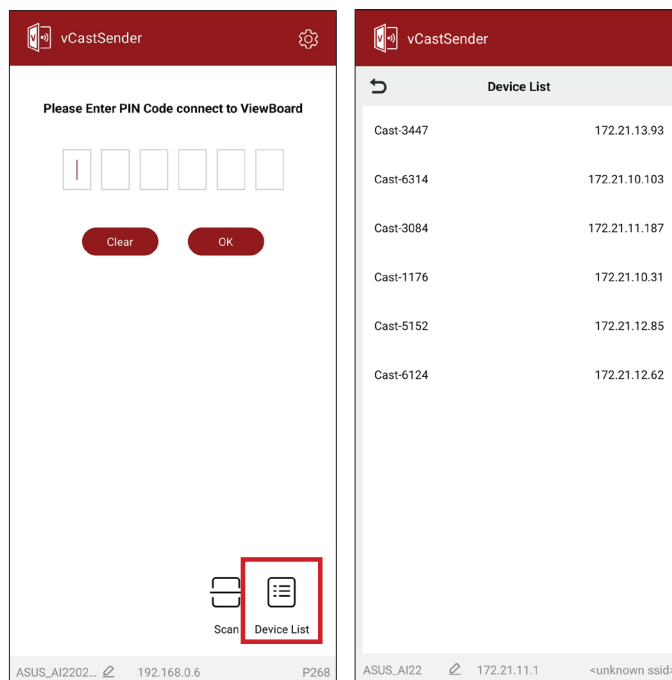 vCastSender
Please Enter PIN Code connect to ViewBoard
Clear
OK
Scan
Device List
ASUS_AI2202... 192.168.0.6 P268
vCastSender
Device List
Cast-3447 172.21.13.93
Cast-6314 172.21.10.103
Cast-3084 172.21.11.187
Cast-1176 172.21.10.31
Cast-5152 172.21.12.85
Cast-6124 172.21.12.62
ASUS_AI22 172.21.11.1 <unknown ssid>